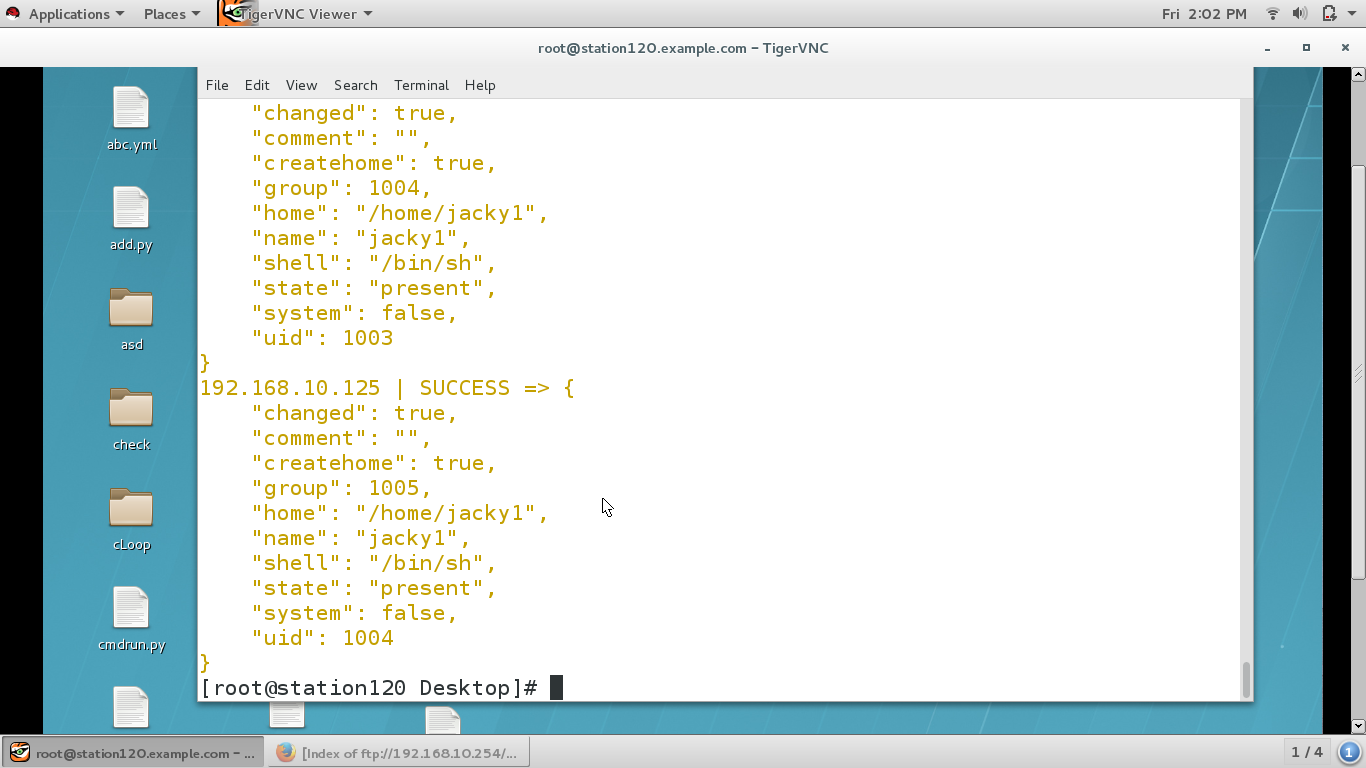 Applications Places TigerVNC Viewer Fri 2:02 PM
root@station120.example.com – TigerVNC
File Edit View Search Terminal Help
abc.yml
add.py
asd
check
cLoop
cmdrun.py
    "changed": true,
    "comment": "",
    "createhome": true,
    "group": 1004,
    "home": "/home/jacky1",
    "name": "jacky1",
    "shell": "/bin/sh",
    "state": "present",
    "system": false,
    "uid": 1003
}
192.168.10.125 | SUCCESS => {
    "changed": true,
    "comment": "",
    "createhome": true,
    "group": 1005,
    "home": "/home/jacky1",
    "name": "jacky1",
    "shell": "/bin/sh",
    "state": "present",
    "system": false,
    "uid": 1004
}
[root@station120 Desktop]#
root@station120.example.com – ... [Index of ftp://192.168.10.254/... 1 / 4 1